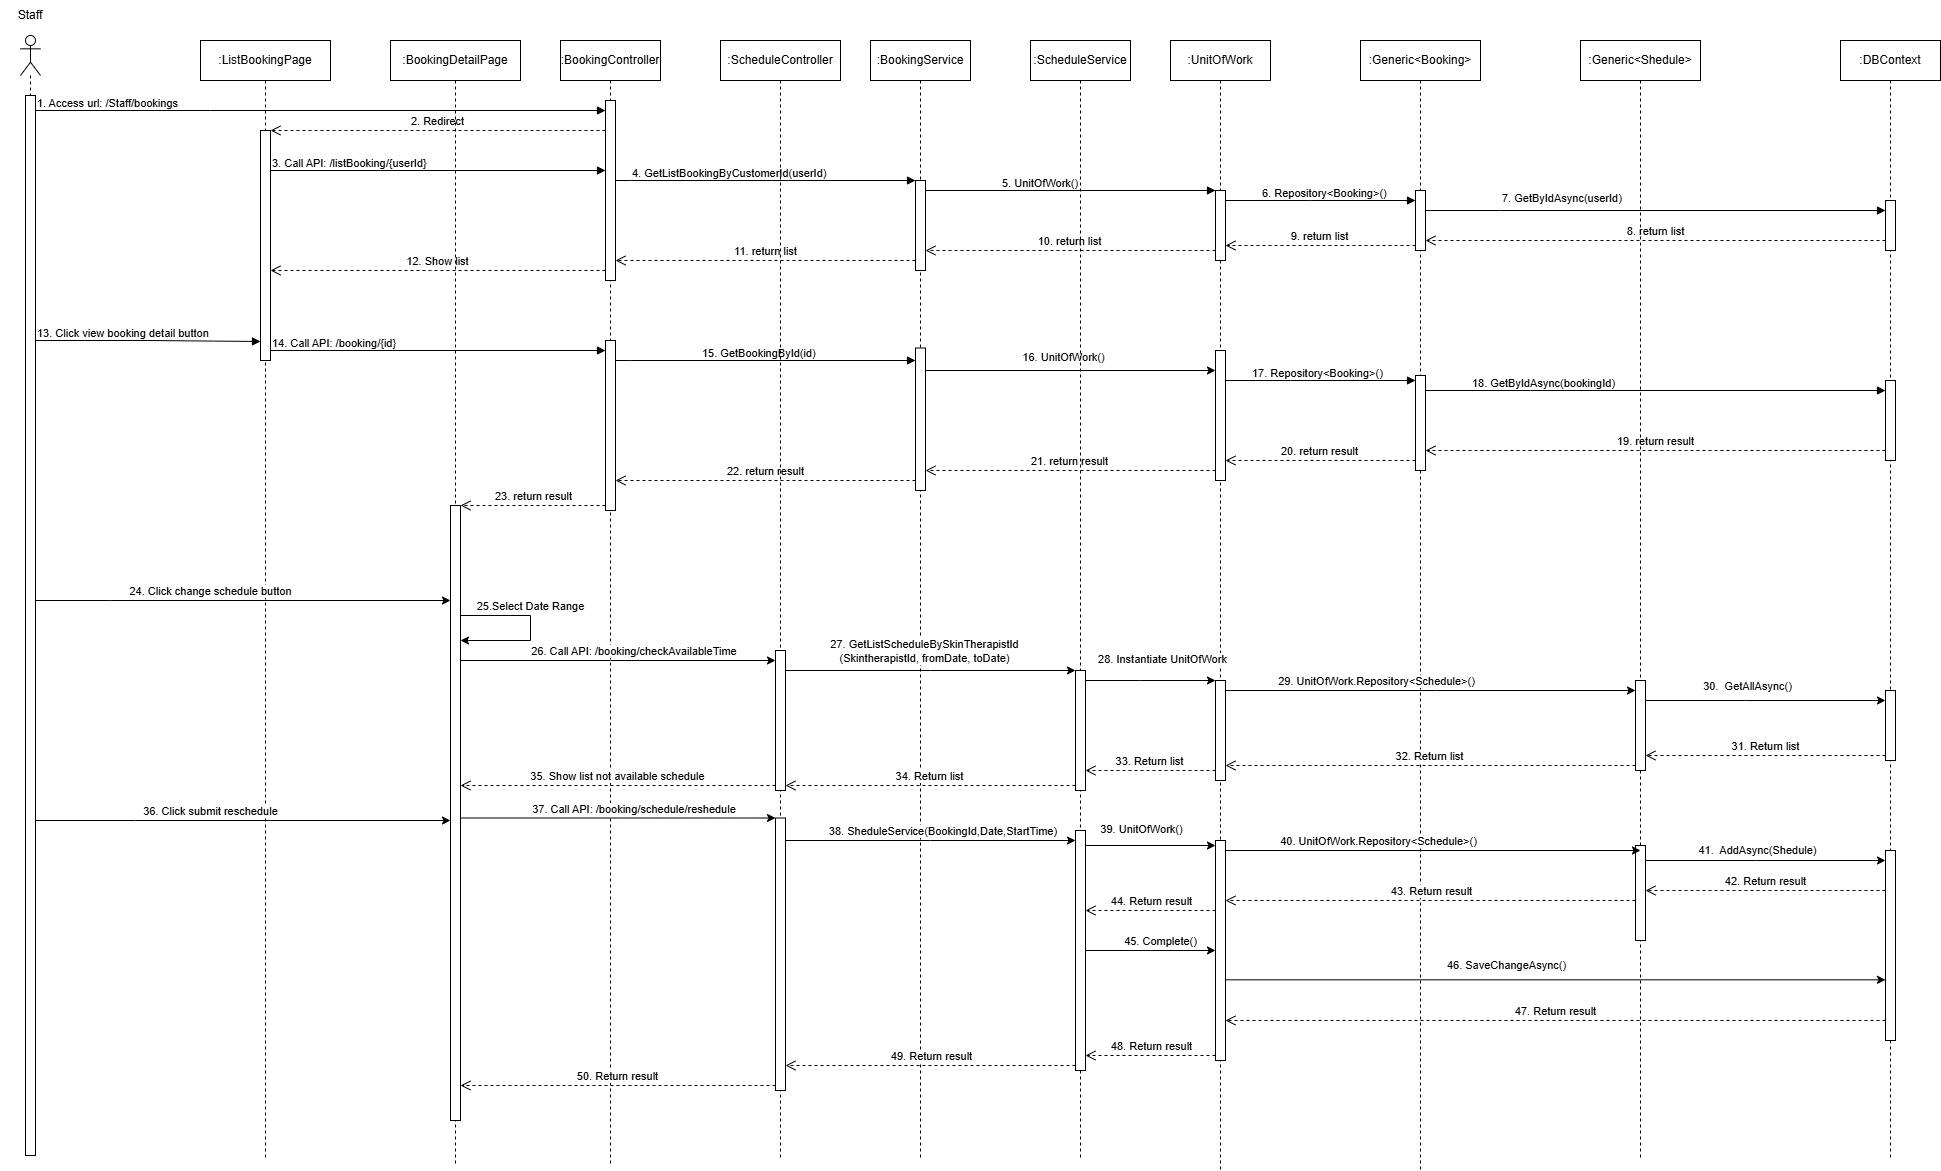 Staff
:ListBookingPage
:BookingDetailPage
:BookingController
:ScheduleController
:BookingService
:ScheduleService
:UnitOfWork
:Generic<Booking>
:Generic<Shedule>
:DBContext
1. Access url: /Staff/bookings
2. Redirect
3. Call API: /listBooking/{userId}
4. GetListBookingByCustomerId(userId)
5. UnitOfWork()
6. Repository<Booking>()
7. GetByIdAsync(userId)
8. return list
9. return list
10. return list
11. return list
12. Show list
13. Click view booking detail button
14. Call API: /booking/{id}
15. GetBookingById(id)
16. UnitOfWork()
17. Repository<Booking>()
18. GetByIdAsync(bookingId)
19. return result
20. return result
21. return result
22. return result
23. return result
24. Click change schedule button
25.Select Date Range
26. Call API: /booking/checkAvailableTime
27. GetListScheduleBySkinTherapistId
(SkintherapistId, fromDate, toDate)
28. Instantiate UnitOfWork
29. UnitOfWork.Repository<Schedule>()
30.  GetAllAsync()
31. Return list
32. Return list
33. Return list
34. Return list
35. Show list not available schedule
36. Click submit reschedule
37. Call API: /booking/schedule/reshedule
38. SheduleService(BookingId,Date,StartTime)
39. UnitOfWork()
40. UnitOfWork.Repository<Schedule>()
41.  AddAsync(Shedule)
42. Return result
43. Return result
44. Return result
45. Complete()
46. SaveChangeAsync()
47. Return result
48. Return result
49. Return result
50. Return result